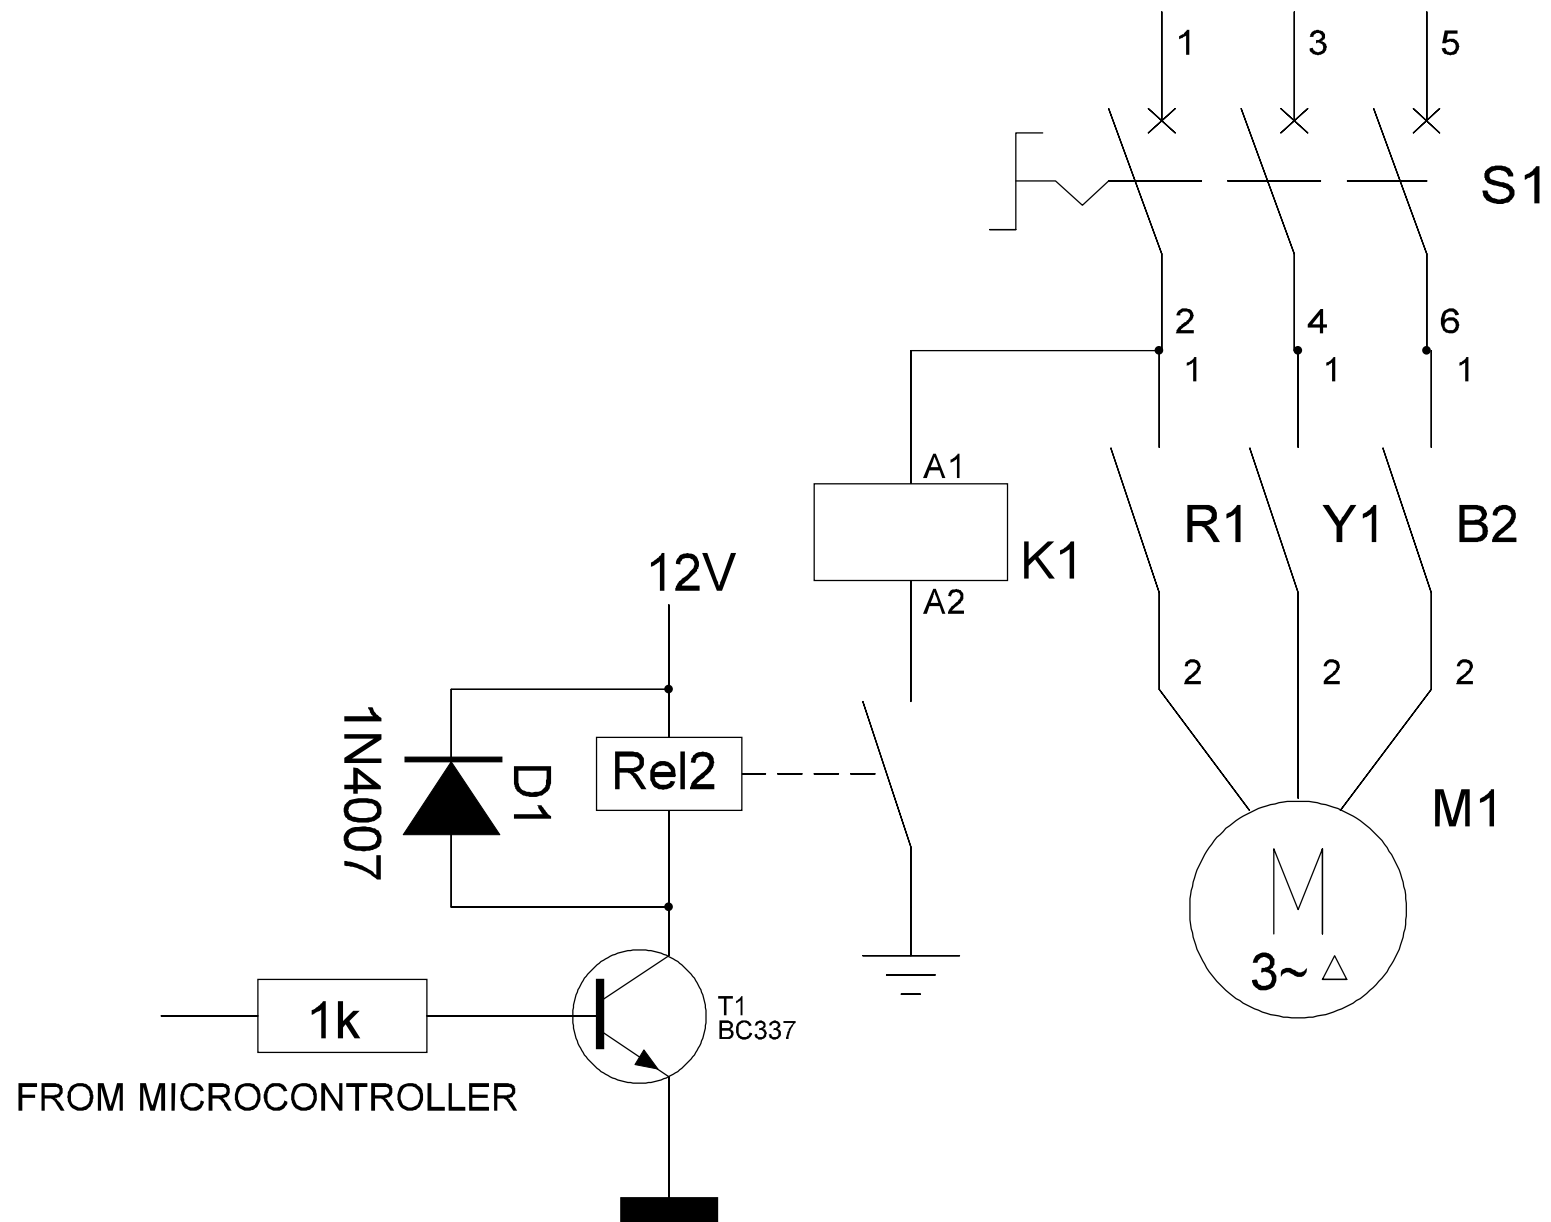 1 3 5
S1
2 4 6
1 1 1
A1
R1 Y1 B2
K1
12V
A2
2 2 2
1N4007
D1
Rel2
M1
M
3~ △
T1
BC337
1k
FROM MICROCONTROLLER